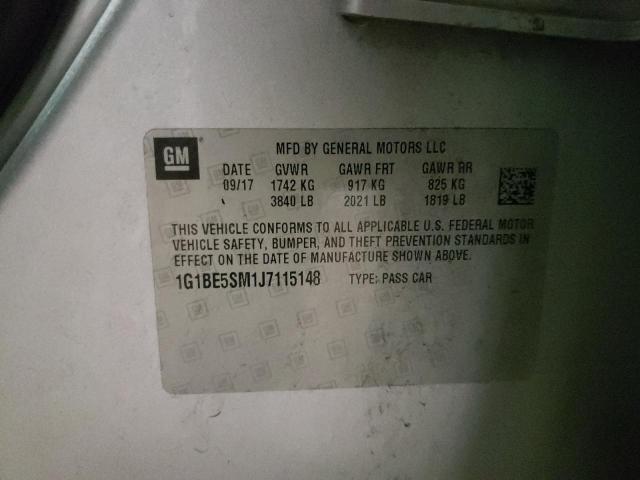 GM
MFD BY GENERAL MOTORS LLC
DATE GVWR GAWR FRT GAWR RR
09/17 1742 KG 917 KG 825 KG
3840 LB 2021 LB 1819 LB
THIS VEHICLE CONFORMS TO ALL APPLICABLE U.S. FEDERAL MOTOR
VEHICLE SAFETY, BUMPER, AND THEFT PREVENTION STANDARDS IN
EFFECT ON THE DATE OF MANUFACTURE SHOWN ABOVE.
1G1BE5SM1J7115148 TYPE: PASS CAR